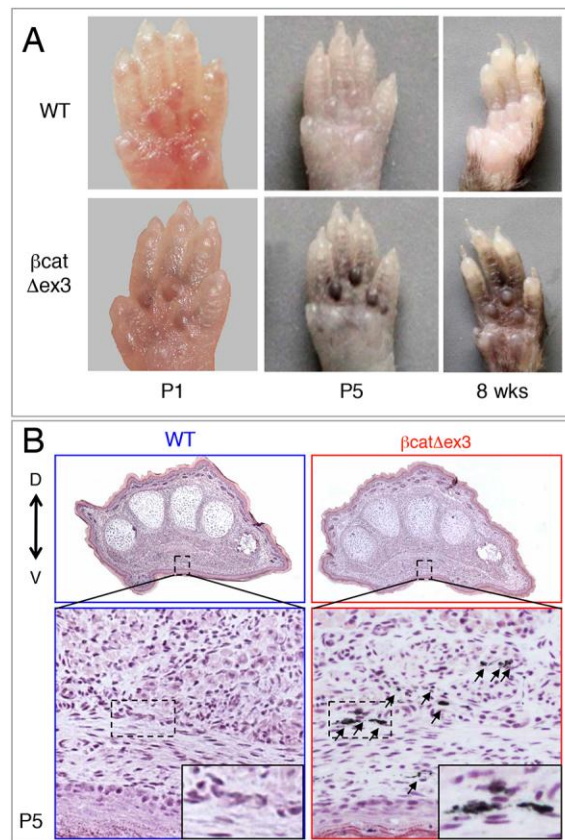 A
WT
βcat
Δex3
P1 P5 8 wks
B
WT βcatΔex3
D
V
P5